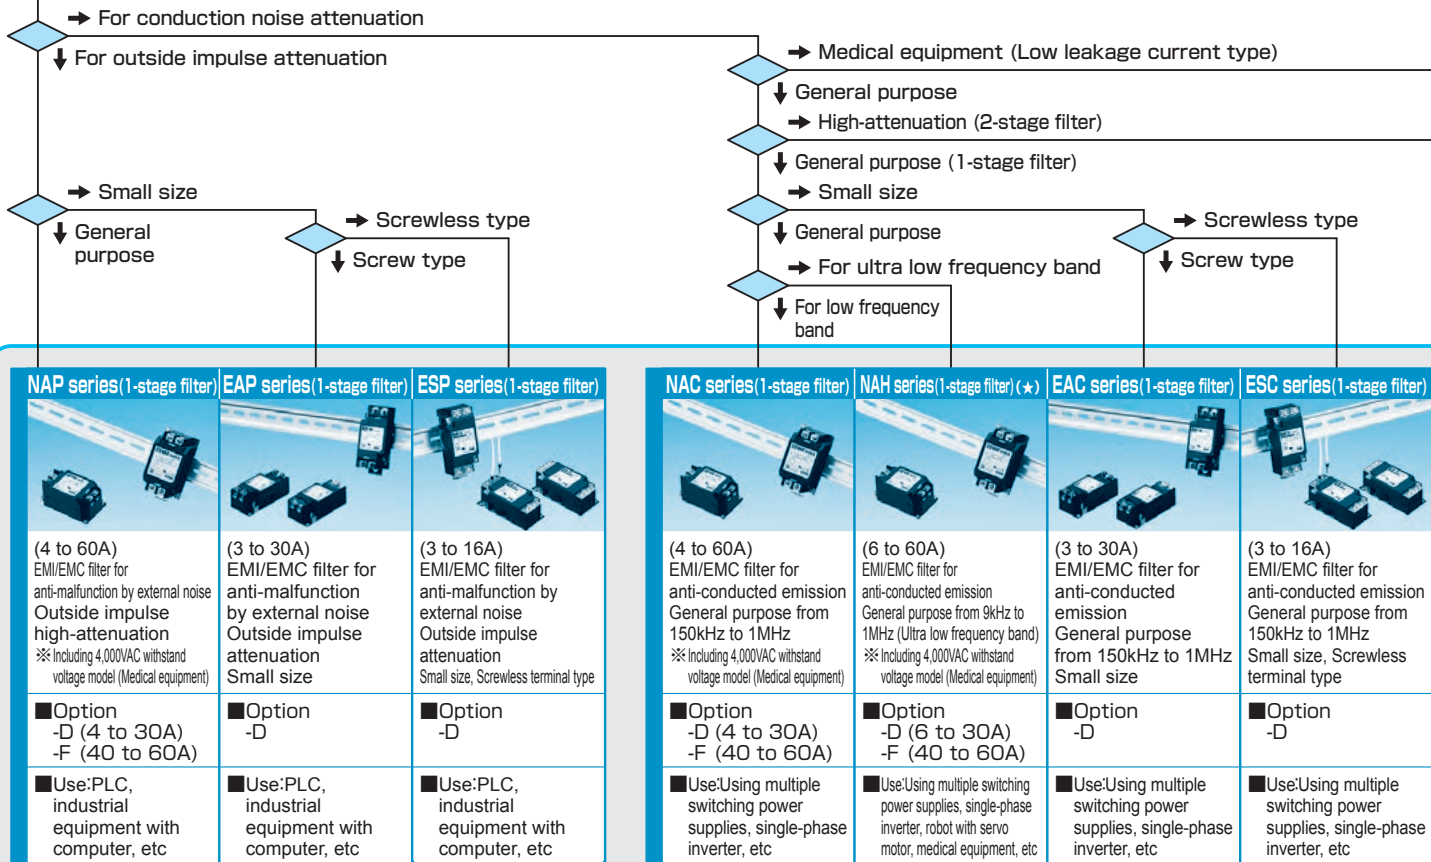 ➔ For conduction noise attenuation
⬇ For outside impulse attenuation
➔ Medical equipment (Low leakage current type)
⬇ General purpose
➔ High-attenuation (2-stage filter)
⬇ General purpose (1-stage filter)
➔ Small size
⬇ General
purpose
➔ Screwless type
⬇ Screw type
➔ Small size
⬇ General purpose
➔ Screwless type
⬇ Screw type
➔ For ultra low frequency band
⬇ For low frequency
band
NAP series(1-stage filter)
(4 to 60A)
EMI/EMC filter for
anti-malfunction by external noise
Outside impulse
high-attenuation
※Including 4,000VAC withstand
voltage model (Medical equipment)
■Option
-D (4 to 30A)
-F (40 to 60A)
■Use:PLC,
industrial
equipment with
computer, etc
EAP series(1-stage filter)
(3 to 30A)
EMI/EMC filter for
anti-malfunction
by external noise
Outside impulse
attenuation
Small size
■Option
-D
■Use:PLC,
industrial
equipment with
computer, etc
ESP series(1-stage filter)
(3 to 16A)
EMI/EMC filter for
anti-malfunction by
external noise
Outside impulse
attenuation
Small size, Screwless terminal type
■Option
-D
■Use:PLC,
industrial
equipment with
computer, etc
NAC series(1-stage filter)
(4 to 60A)
EMI/EMC filter for
anti-conducted emission
General purpose from
150kHz to 1MHz
※Including 4,000VAC withstand
voltage model (Medical equipment)
■Option
-D (4 to 30A)
-F (40 to 60A)
■Use:Using multiple
switching power
supplies, single-phase
inverter, etc
NAH series(1-stage filter)(★)
(6 to 60A)
EMI/EMC filter for
anti-conducted emission
General purpose from 9kHz to
1MHz (Ultra low frequency band)
※Including 4,000VAC withstand
voltage model (Medical equipment)
■Option
-D (6 to 30A)
-F (40 to 60A)
■Use:Using multiple switching
power supplies, single-phase
inverter, robot with servo
motor, medical equipment, etc
EAC series(1-stage filter)
(3 to 30A)
EMI/EMC filter for
anti-conducted
emission
General purpose
from 150kHz to 1MHz
Small size
■Option
-D
■Use:Using multiple
switching power
supplies, single-phase
inverter, etc
ESC series(1-stage filter)
(3 to 16A)
EMI/EMC filter for
anti-conducted emission
General purpose from
150kHz to 1MHz
Small size, Screwless
terminal type
■Option
-D
■Use:Using multiple
switching power
supplies, single-phase
inverter, etc